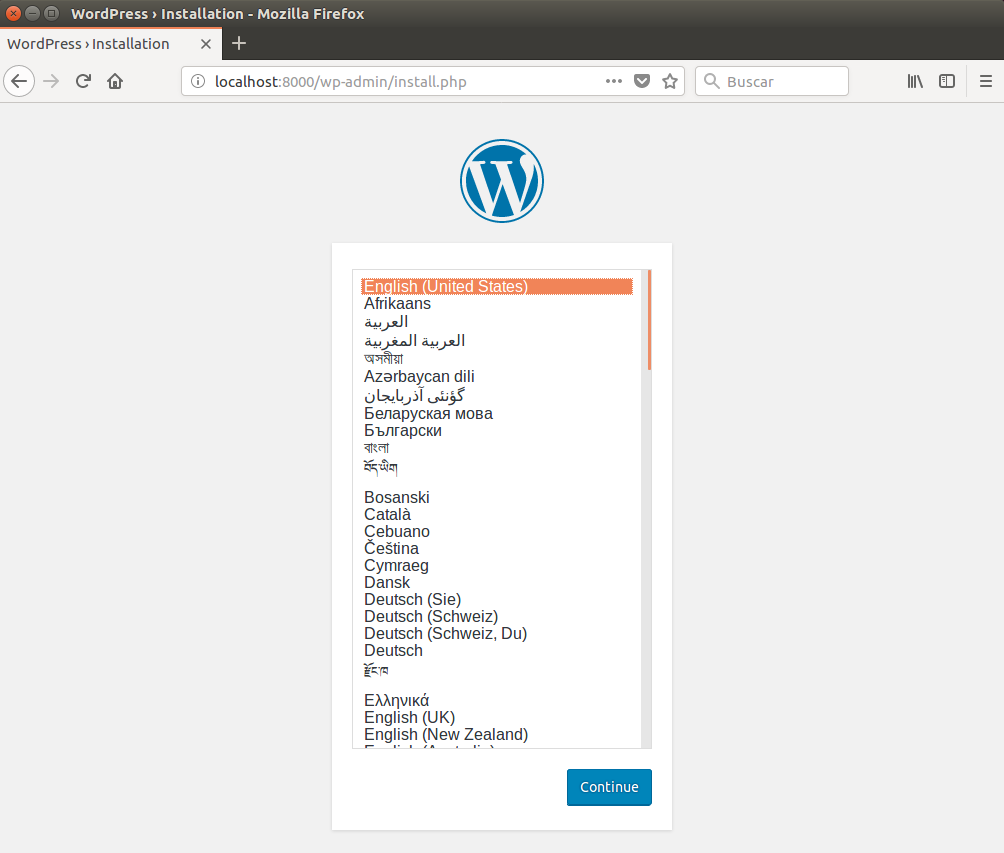 WordPress › Installation - Mozilla Firefox
WordPress › Installation
localhost:8000/wp-admin/install.php
Buscar
English (United States)
Afrikaans
العربية
العربية المغربية
অসমীয়া
Azərbaycan dili
گؤنئی آذربایجان
Беларуская мова
Български
বাংলা
བོད་ཡིག
Bosanski
Català
Cebuano
Čeština
Cymraeg
Dansk
Deutsch (Sie)
Deutsch (Schweiz)
Deutsch (Schweiz, Du)
Deutsch
རྫོང་ཁ
Ελληνικά
English (UK)
English (New Zealand)
English (Australia)
Continue